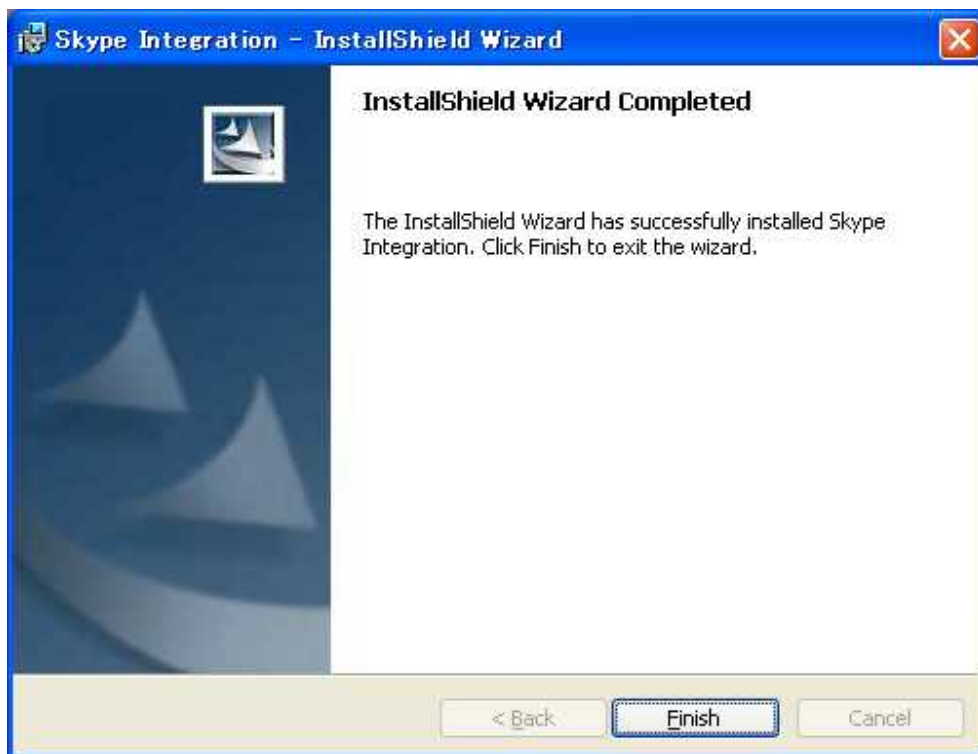 Skype Integration - InstallShield Wizard
InstallShield Wizard Completed
The InstallShield Wizard has successfully installed Skype
Integration. Click Finish to exit the wizard.
< Back
Finish
Cancel